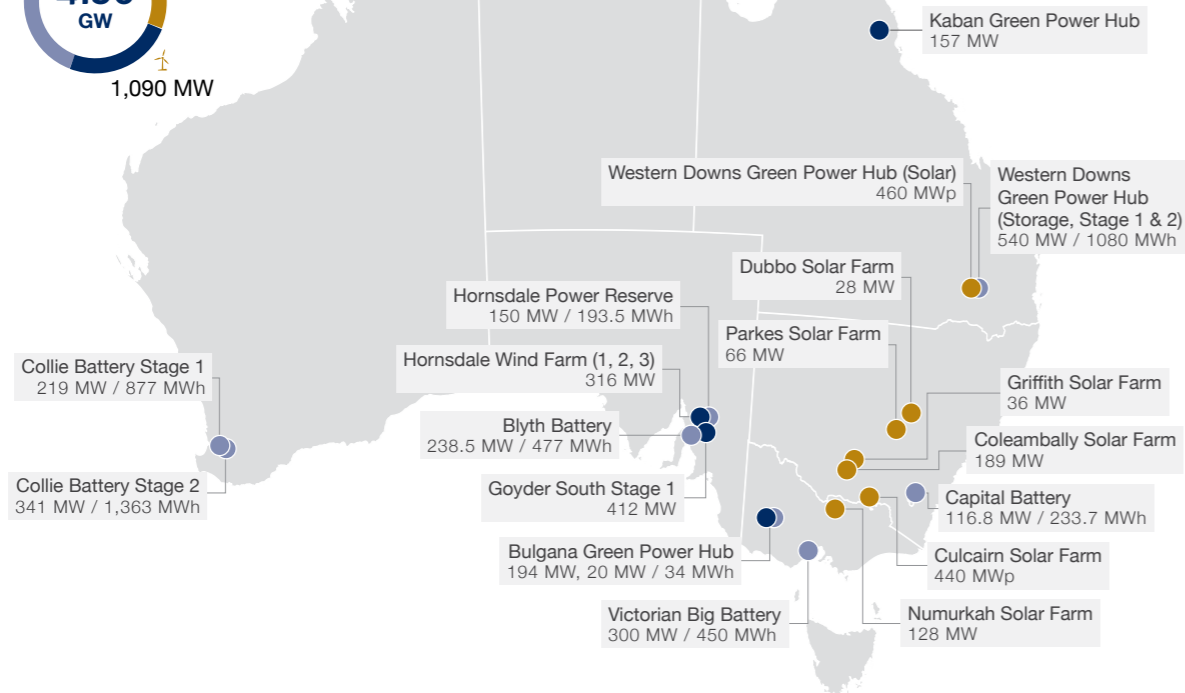 GW
1,090 MW
Kaban Green Power Hub
157 MW
Western Downs Green Power Hub (Solar)
460 MWp
Western Downs
Green Power Hub
(Storage, Stage 1 & 2)
540 MW / 1080 MWh
Dubbo Solar Farm
28 MW
Hornsdale Power Reserve
150 MW / 193.5 MWh
Parkes Solar Farm
66 MW
Collie Battery Stage 1
219 MW / 877 MWh
Hornsdale Wind Farm (1, 2, 3)
316 MW
Griffith Solar Farm
36 MW
Blyth Battery
238.5 MW / 477 MWh
Coleambally Solar Farm
189 MW
Collie Battery Stage 2
341 MW / 1,363 MWh
Goyder South Stage 1
412 MW
Capital Battery
116.8 MW / 233.7 MWh
Bulgana Green Power Hub
194 MW, 20 MW / 34 MWh
Culcairn Solar Farm
440 MWp
Victorian Big Battery
300 MW / 450 MWh
Numurkah Solar Farm
128 MW